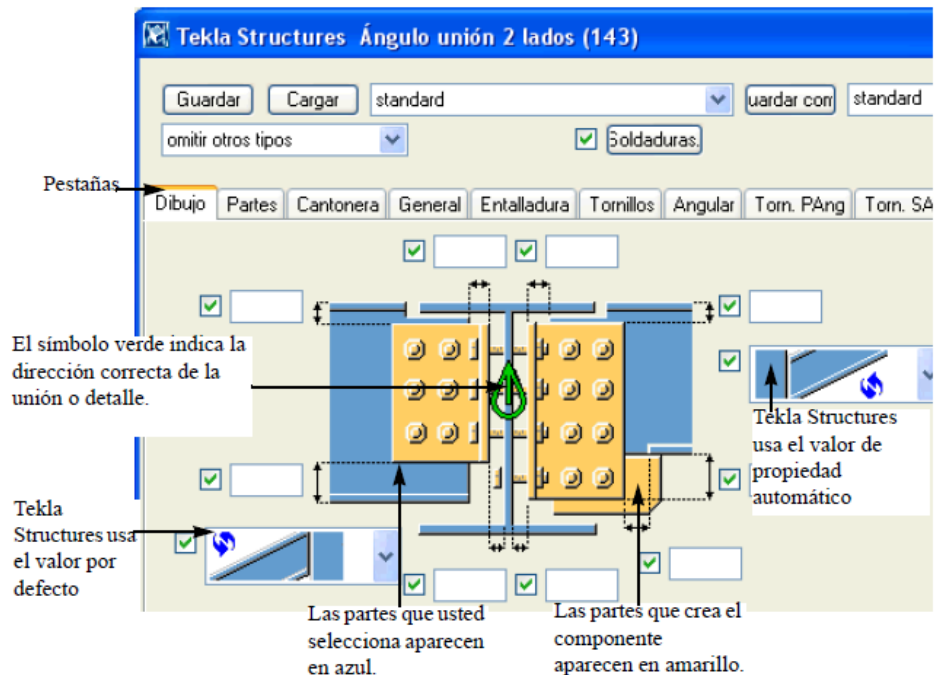 Tekla Structures Ángulo unión 2 lados (143)
Guardar Cargar standard uardar com standard
omitir otros tipos Soldaduras.
Pestañas
Dibujo Partes Cantonera General Entalladura Tornillos Angular Torn. PAng Torn. SA
El símbolo verde indica la
dirección correcta de la
unión o detalle.
Tekla Structures
usa el valor de
propiedad
automático
Tekla
Structures usa
el valor por
defecto
Las partes que usted
selecciona aparecen
en azul.
Las partes que crea el
componente
aparecen en amarillo.